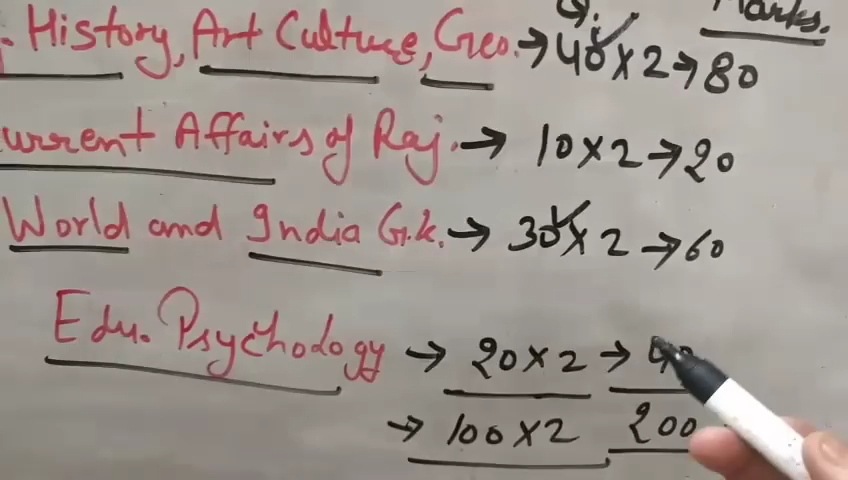 Q. Marks.
. History, Art Culture, Geo. → 40 × 2 → 80
urrent Affairs of Raj. → 10 × 2 → 20
World and India G.k. → 30 × 2 → 60
Edu. Psychology → 20 × 2 → 40
→ 100 × 2 200